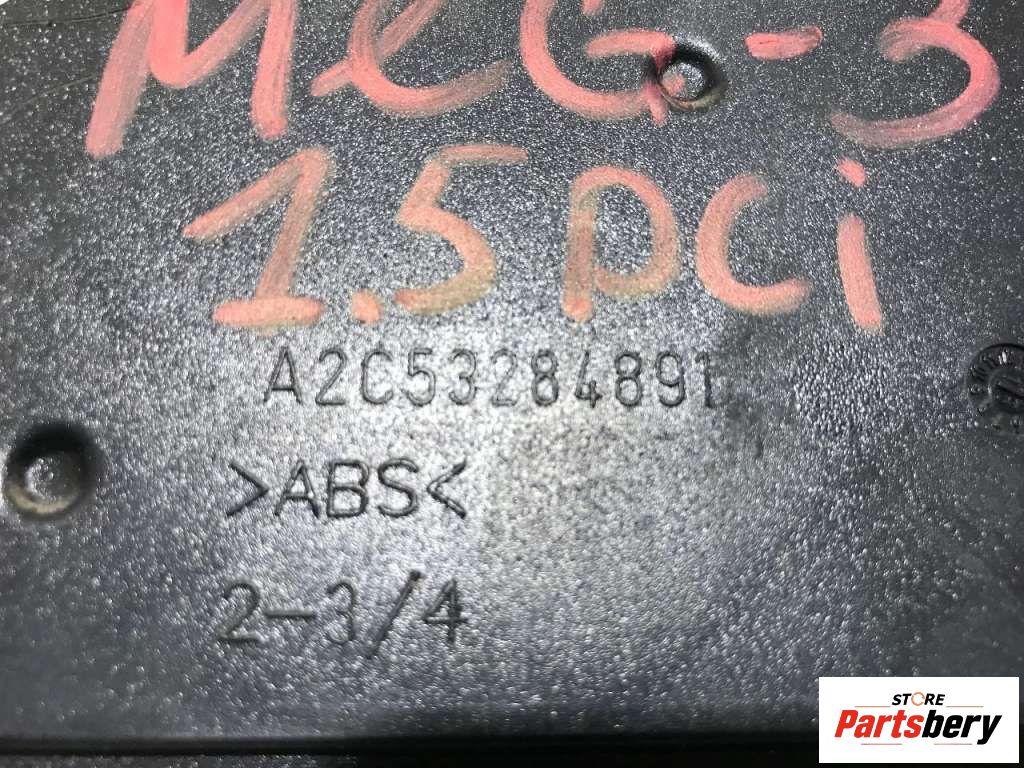 MeG-3
1.5 DCi
A2C53284891
>ABS<
2-3/4
STORE
Partsbery